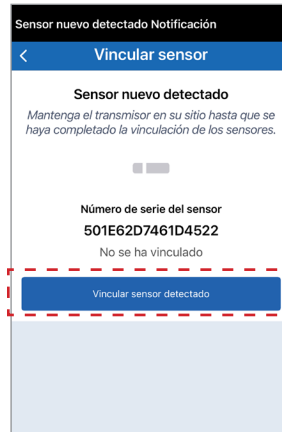 Sensor nuevo detectado Notificación
Vincular sensor
Sensor nuevo detectado
Mantenga el transmisor en su sitio hasta que se
haya completado la vinculación de los sensores.
Número de serie del sensor
501E62D7461D4522
No se ha vinculado
Vincular sensor detectado